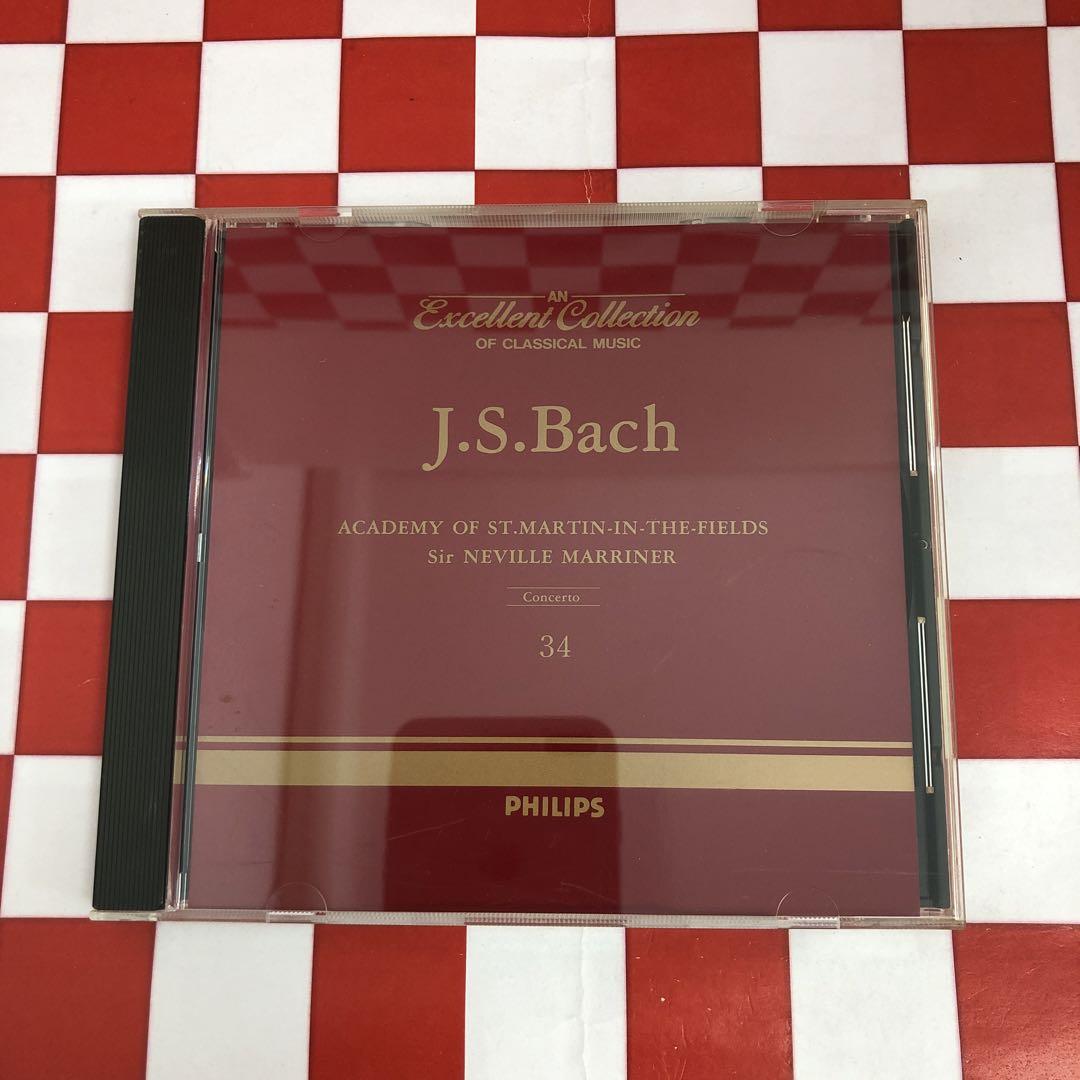 AN
Excellent Collection
OF CLASSICAL MUSIC
J.S.Bach
ACADEMY OF ST.MARTIN-IN-THE-FIELDS
Sir NEVILLE MARRINER
Concerto
34
PHILIPS